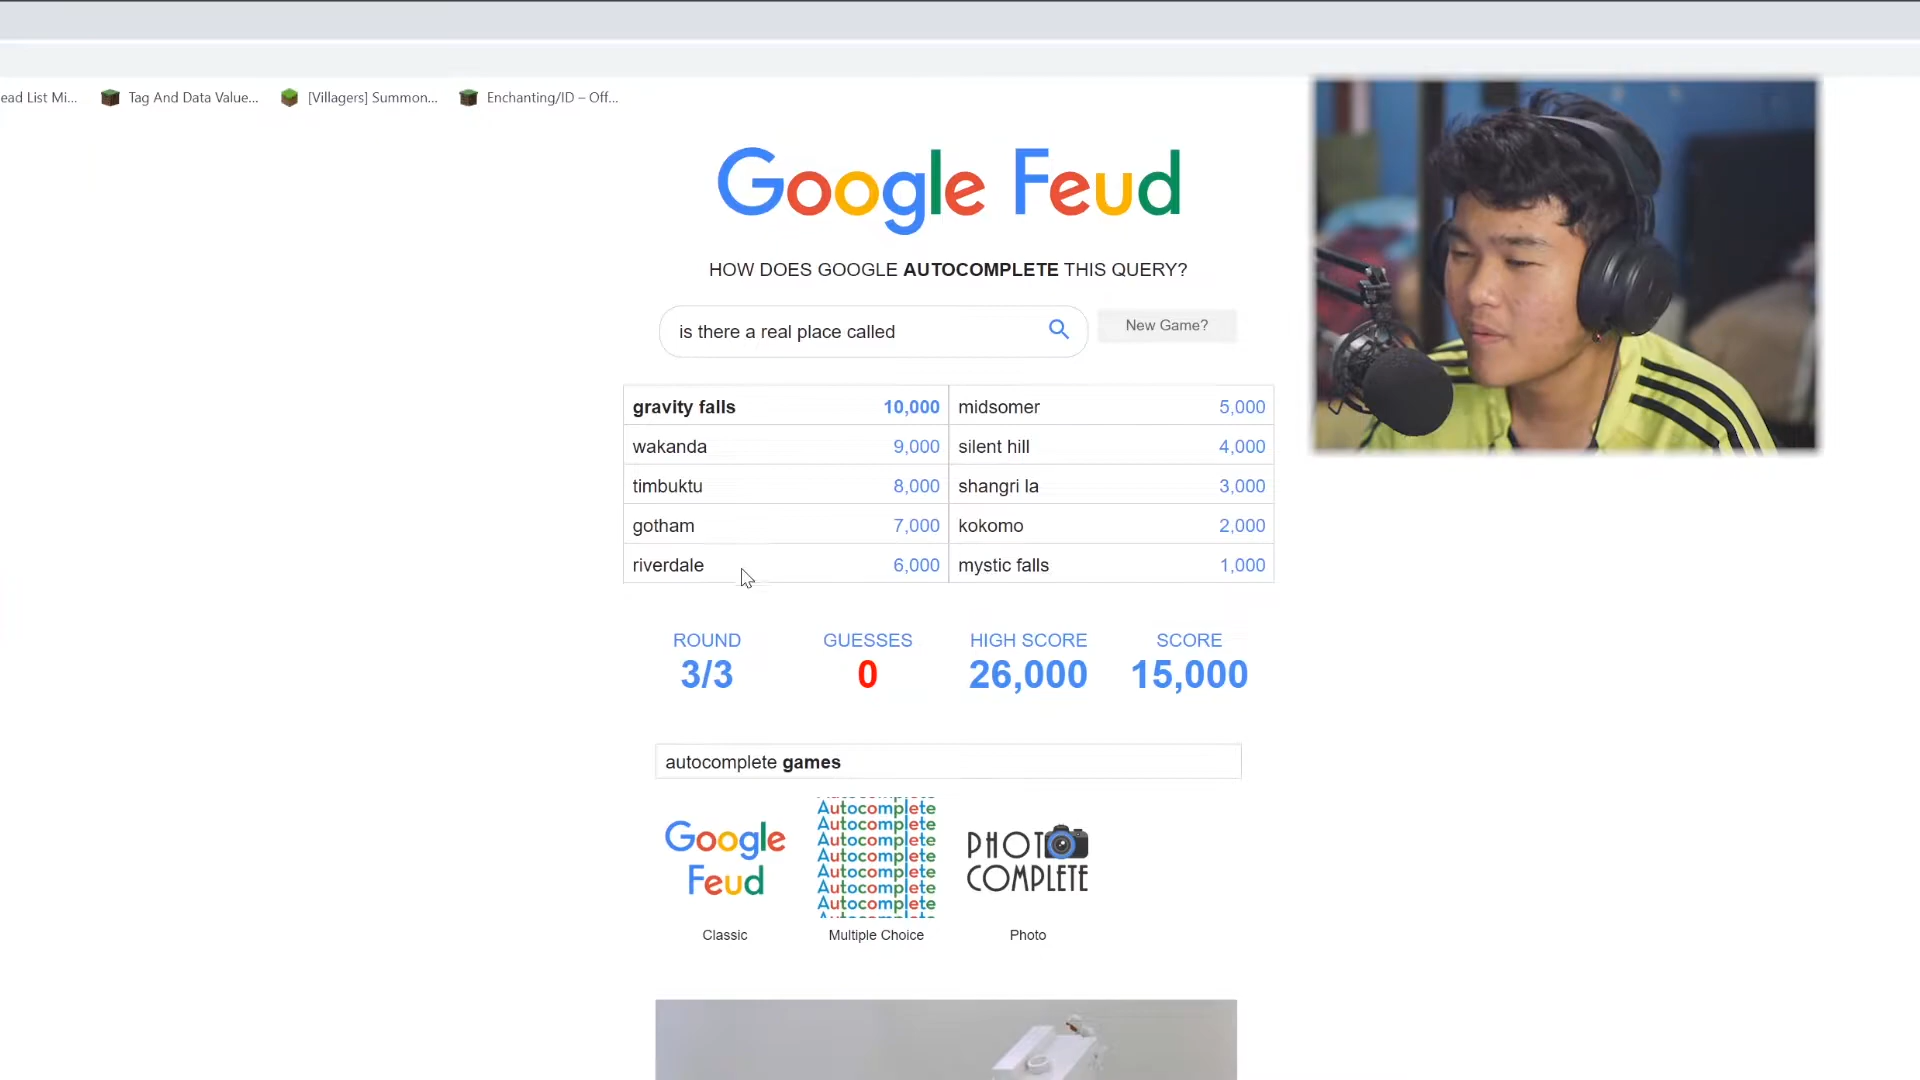 ead List Mi... Tag And Data Value... [Villagers] Summon... Enchanting/ID – Off...
Google Feud
HOW DOES GOOGLE AUTOCOMPLETE THIS QUERY?
is there a real place called
New Game?
gravity falls 10,000 midsomer 5,000
wakanda 9,000 silent hill 4,000
timbuktu 8,000 shangri la 3,000
gotham 7,000 kokomo 2,000
riverdale 6,000 mystic falls 1,000
ROUND GUESSES HIGH SCORE SCORE
3/3 0 26,000 15,000
autocomplete games
Google
Feud
Autocomplete
Autocomplete
Autocomplete
Autocomplete
Autocomplete
Autocomplete
Autocomplete
PHOTO
COMPLETE
Classic Multiple Choice Photo